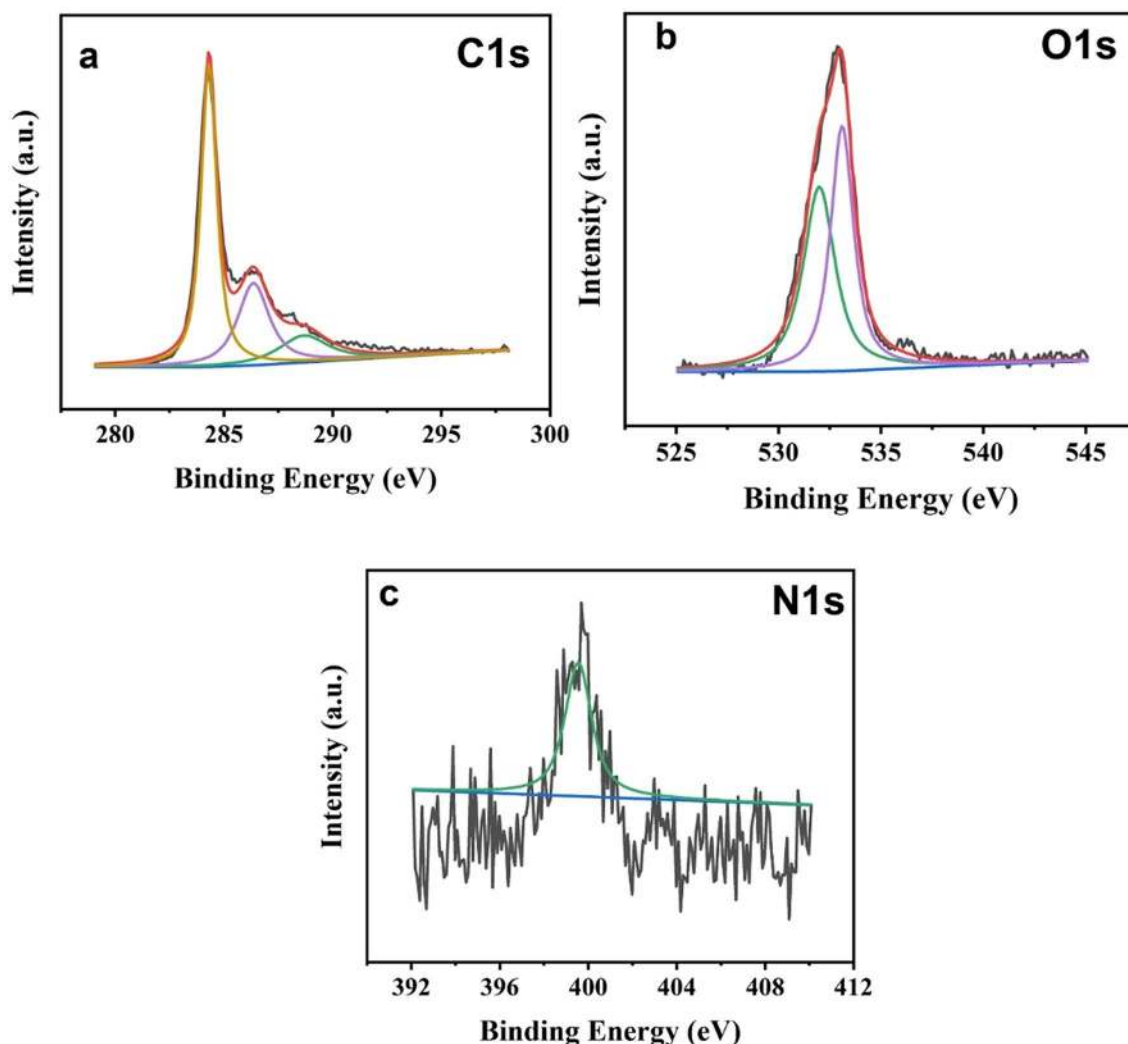 a
C1s
Intensity (a.u.)
280 285 290 295 300
Binding Energy (eV)
b
O1s
Intensity (a.u.)
525 530 535 540 545
Binding Energy (eV)
c
N1s
Intensity (a.u.)
392 396 400 404 408 412
Binding Energy (eV)